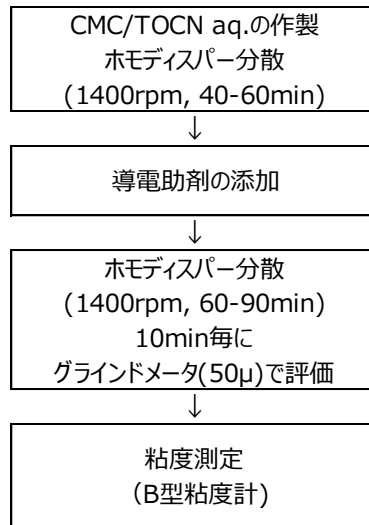 CMC/TOCN aq.の作製
ホモディスパー分散
(1400rpm, 40-60min)
↓
導電助剤の添加
↓
ホモディスパー分散
(1400rpm, 60-90min)
10min毎に
グラインドメータ(50μ)で評価
↓
粘度測定
（B型粘度計)